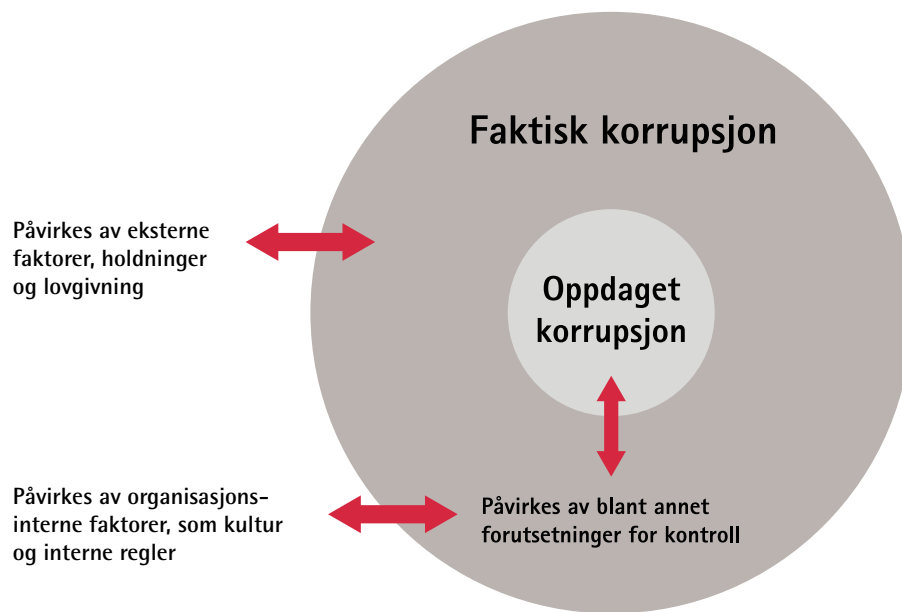 Faktisk korrupsjon
Påvirkes av eksterne
faktorer, holdninger
og lovgivning
Oppdaget
korrupsjon
Påvirkes av organisasjons-
interne faktorer, som kultur
og interne regler
Påvirkes av blant annet
forutsetninger for kontroll